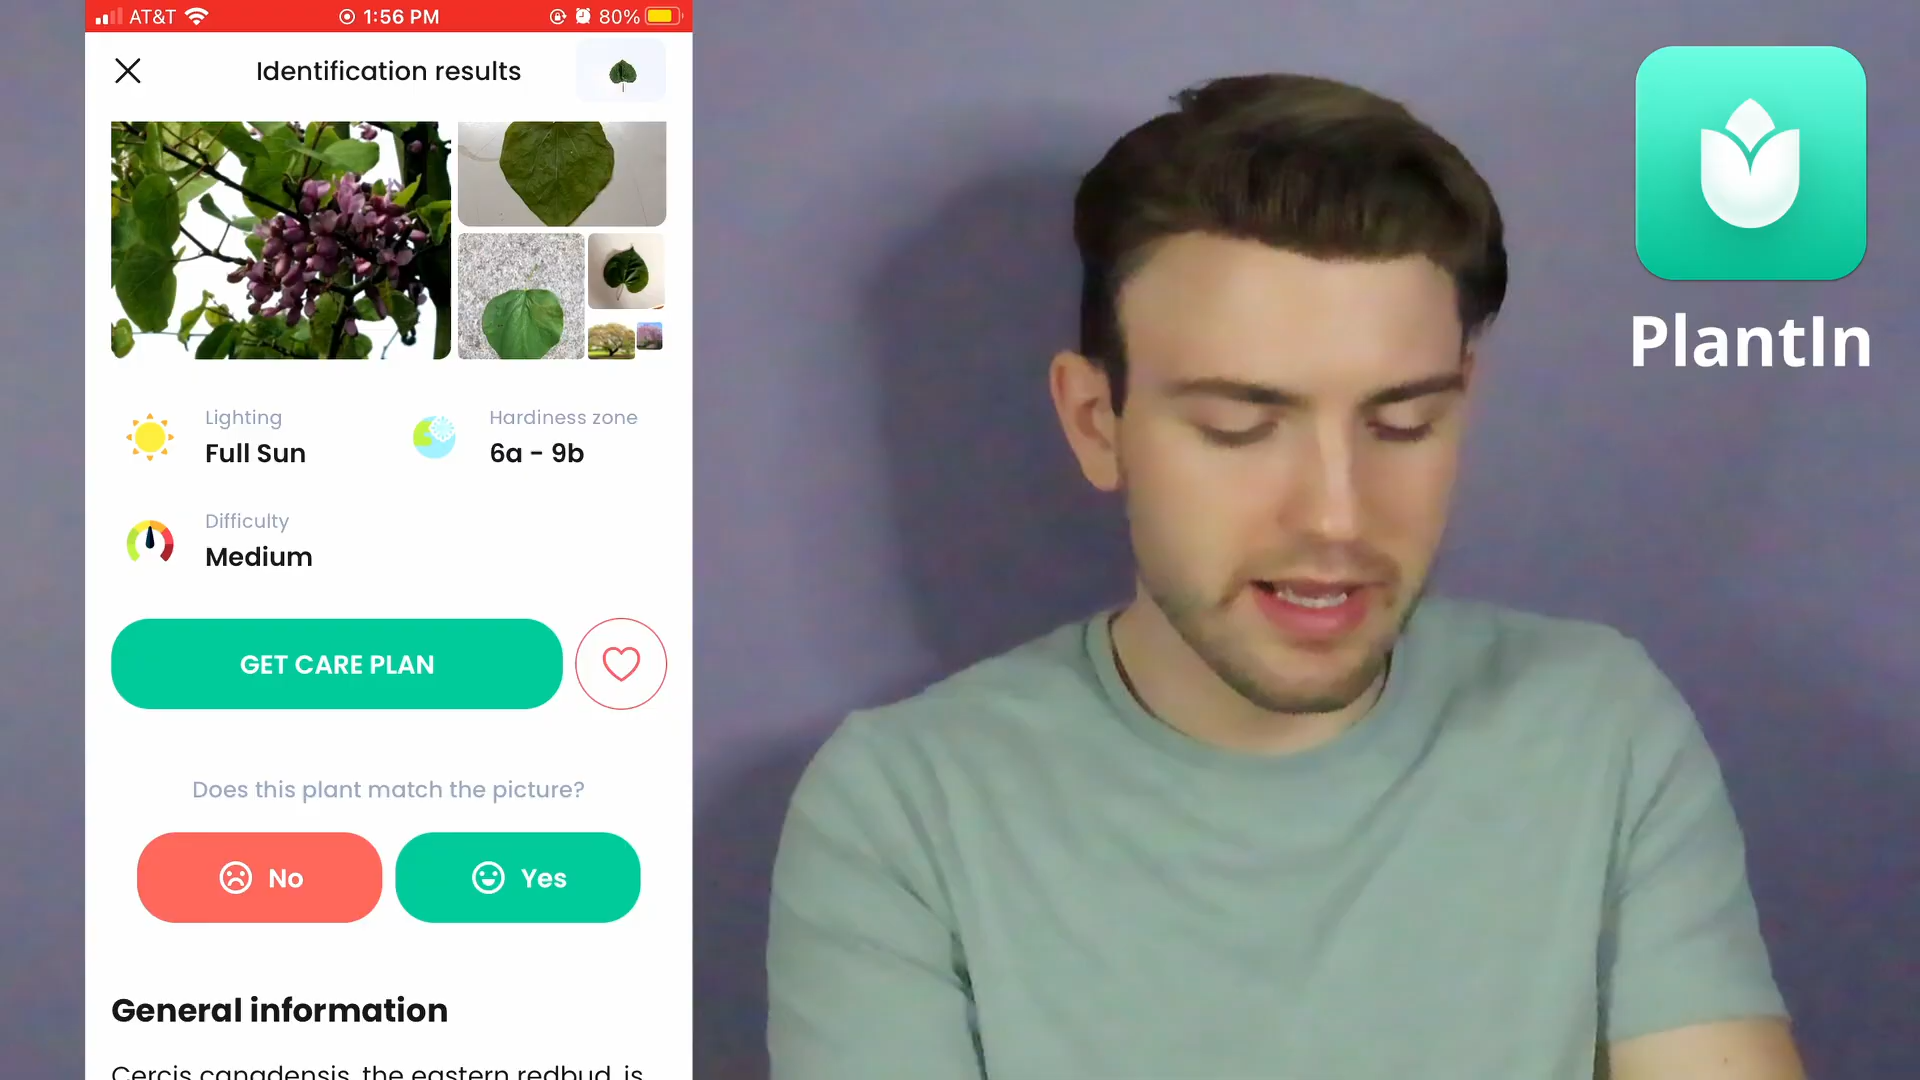 AT&T
1:56 PM
80%
Identification results
Lighting
Full Sun
Hardiness zone
6a - 9b
Difficulty
Medium
GET CARE PLAN
Does this plant match the picture?
No
Yes
General information
Cercis canadensis, the eastern redbud, is
PlantIn